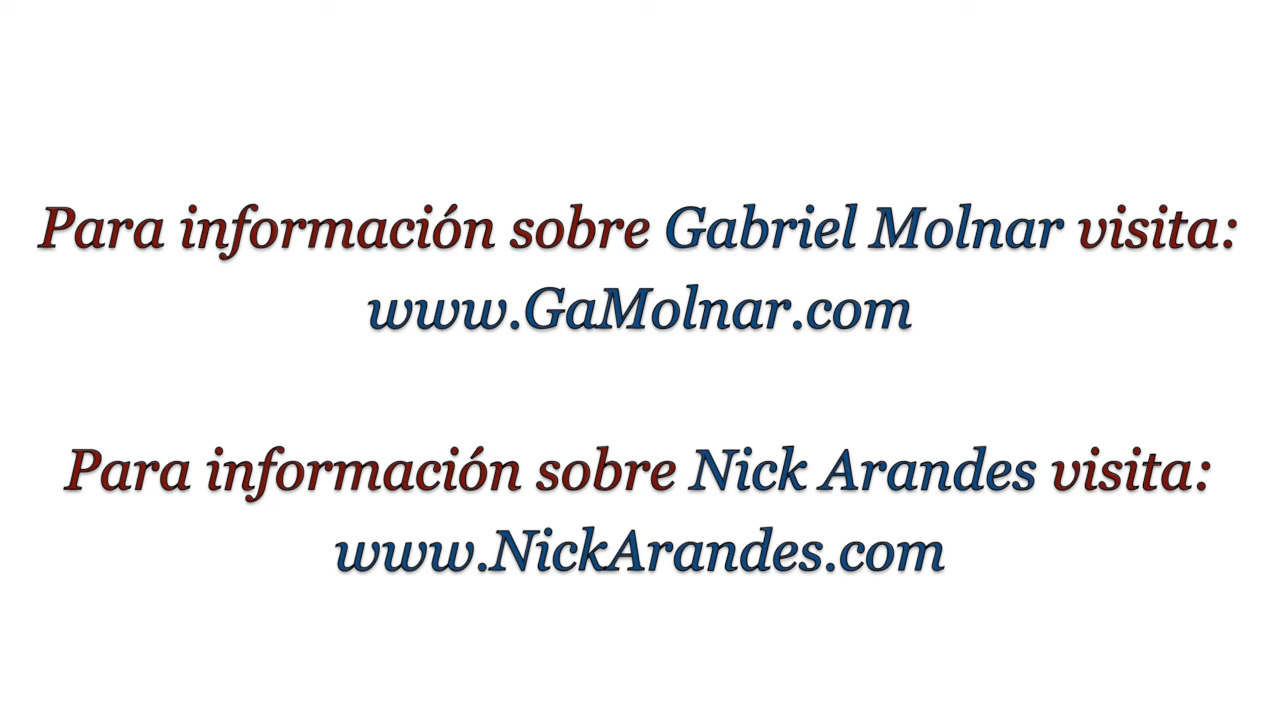 Para información sobre Gabriel Molnar visita:
www.GaMolnar.com
Para información sobre Nick Arandes visita:
www.NickArandes.com